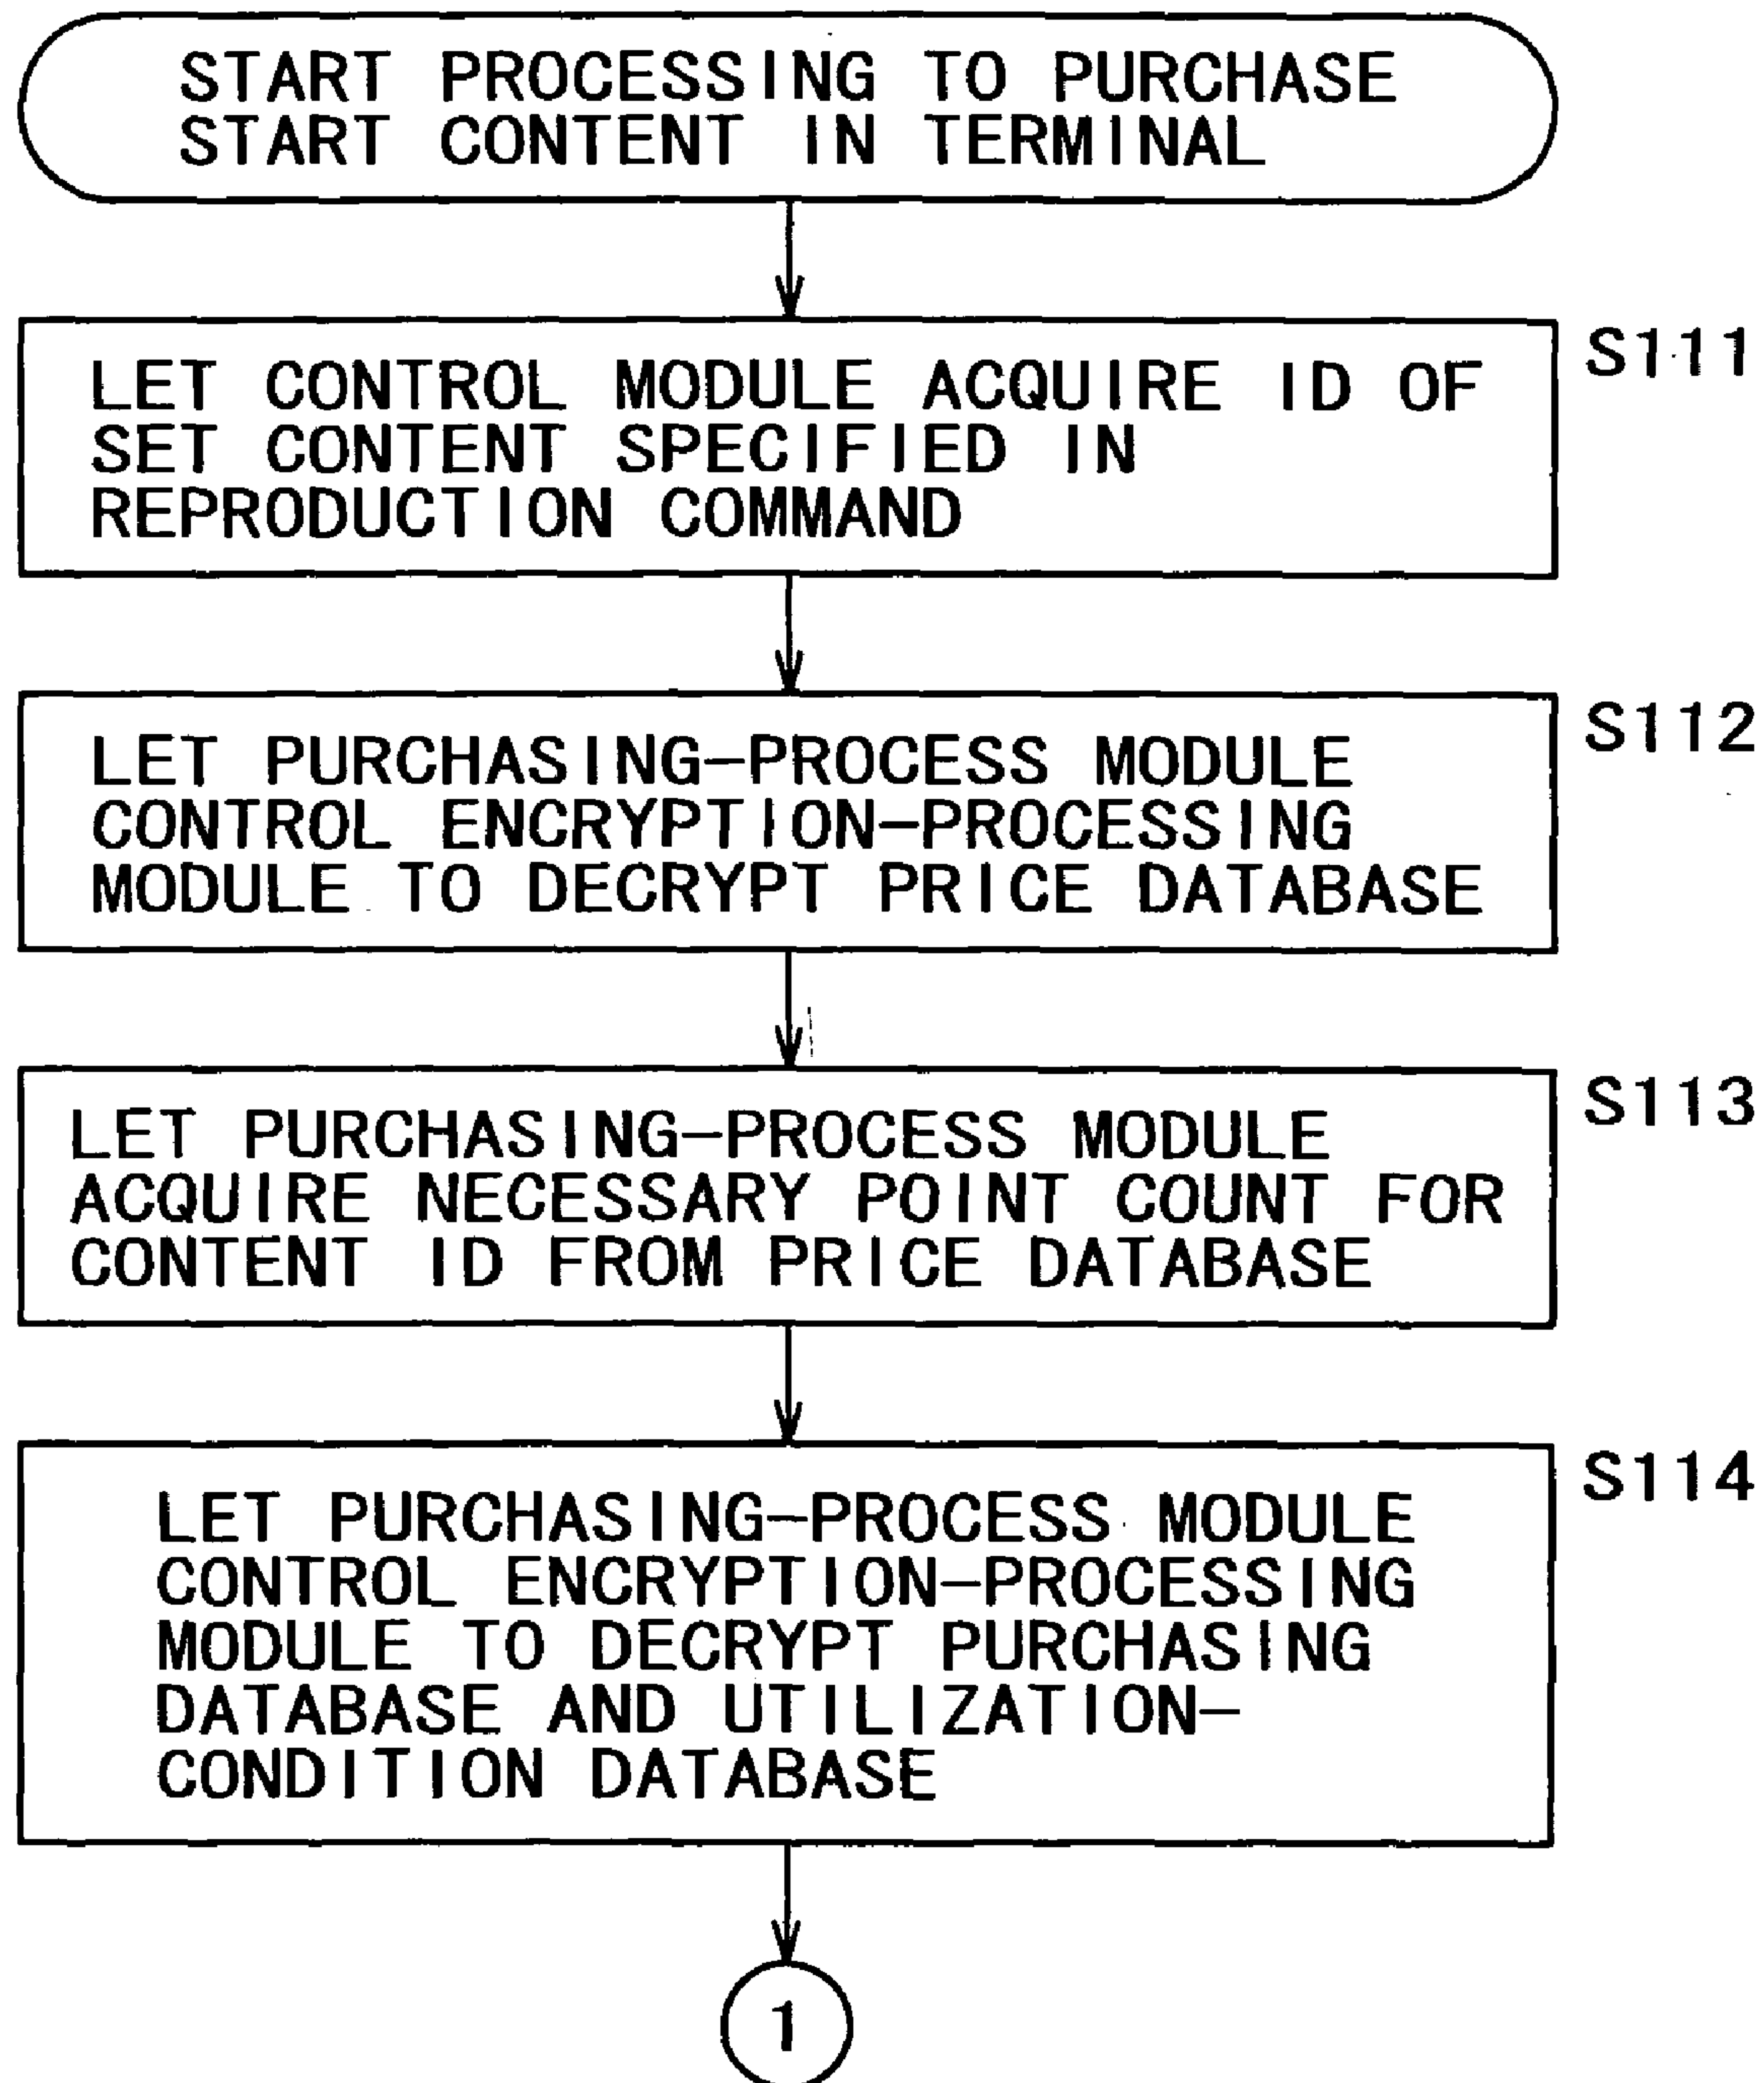 START PROCESSING TO PURCHASE
START CONTENT IN TERMINAL
S111
LET CONTROL MODULE ACQUIRE ID OF
SET CONTENT SPECIFIED IN
REPRODUCTION COMMAND
S112
LET PURCHASING-PROCESS MODULE
CONTROL ENCRYPTION-PROCESSING
MODULE TO DECRYPT PRICE DATABASE
S113
LET PURCHASING-PROCESS MODULE
ACQUIRE NECESSARY POINT COUNT FOR
CONTENT ID FROM PRICE DATABASE
S114
LET PURCHASING-PROCESS MODULE
CONTROL ENCRYPTION-PROCESSING
MODULE TO DECRYPT PURCHASING
DATABASE AND UTILIZATION-
CONDITION DATABASE
1